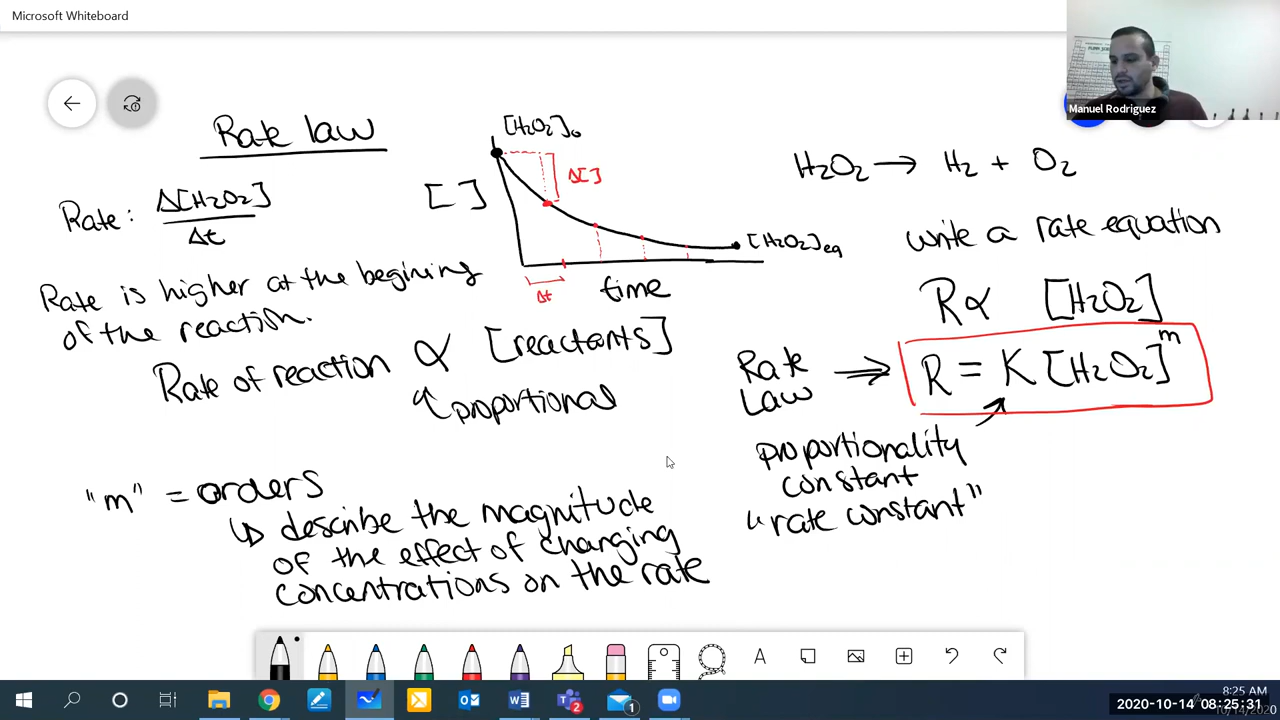 Microsoft Whiteboard
Manuel Rodriguez
Rate law
Rate: Δ[H2O2]
Δt
Rate is higher at the begining
of the reaction.
[H2O2]o
[ ]
Δ[]
[H2O2]eq
Δt
time
Rate of reaction ∝ [reactants]
proportional
"m" = orders
↳ describe the magnitude
of the effect of changing
concentrations on the rate
H2O2 → H2 + O2
write a rate equation
R∝ [H2O2]
Rate
Law
⇒ R = K [H2O2]^m
proportionality
constant
"rate constant"
A
2
1
8:25 AM
2020-10-14 08:25:31